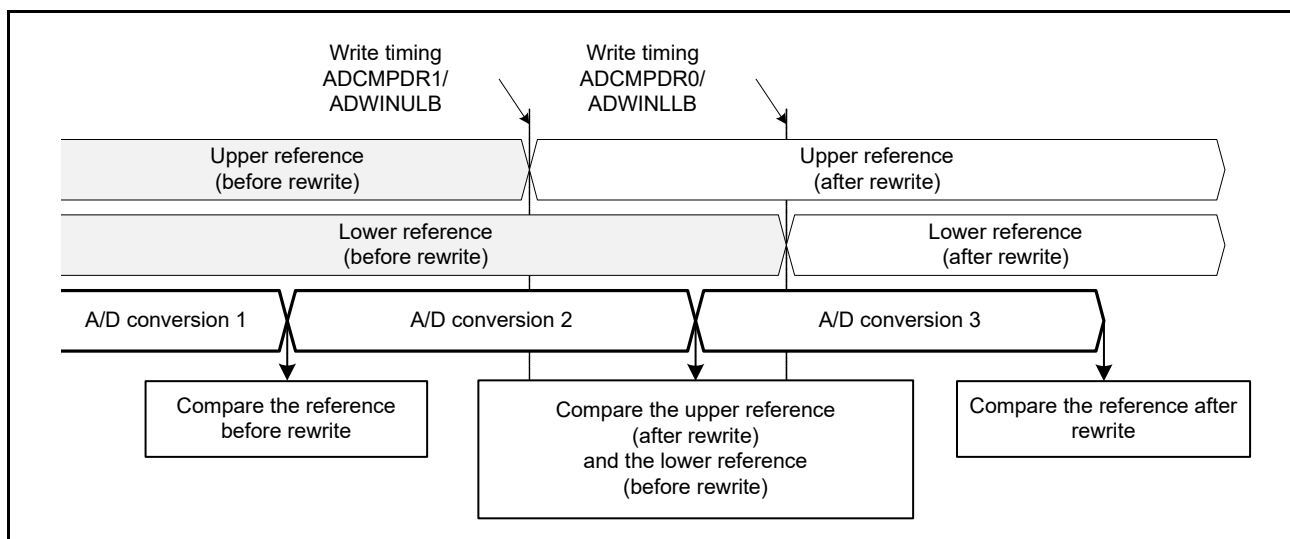 Write timing
ADCMPDR1/
ADWINULB
Write timing
ADCMPDR0/
ADWINLLB
Upper reference
(before rewrite)
Upper reference
(after rewrite)
Lower reference
(before rewrite)
Lower reference
(after rewrite)
A/D conversion 1
A/D conversion 2
A/D conversion 3
Compare the reference
before rewrite
Compare the upper reference
(after rewrite)
and the lower reference
(before rewrite)
Compare the reference after
rewrite